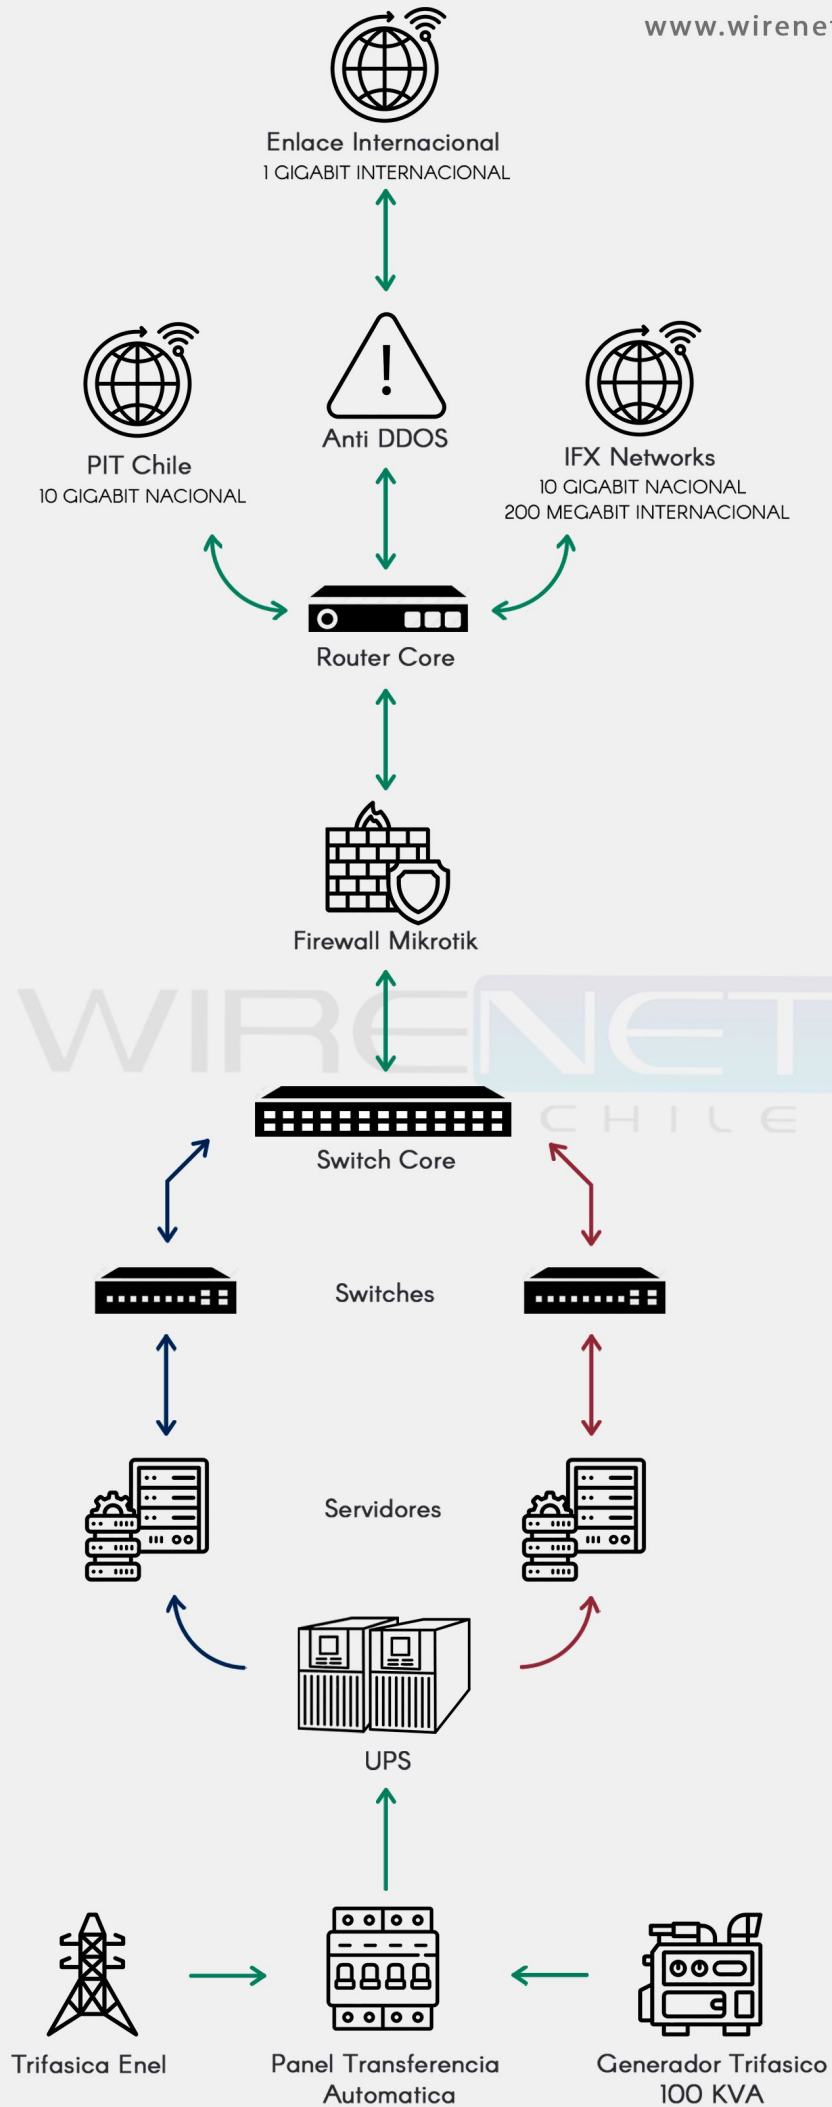 www.wirenet
Enlace Internacional
1 GIGABIT INTERNACIONAL
Anti DDOS
PIT Chile
10 GIGABIT NACIONAL
IFX Networks
10 GIGABIT NACIONAL
200 MEGABIT INTERNACIONAL
Router Core
Firewall Mikrotik
WIRENET
CHILE
Switch Core
Switches
Servidores
UPS
Trifasica Enel
Panel Transferencia
Automatica
Generador Trifasico
100 KVA